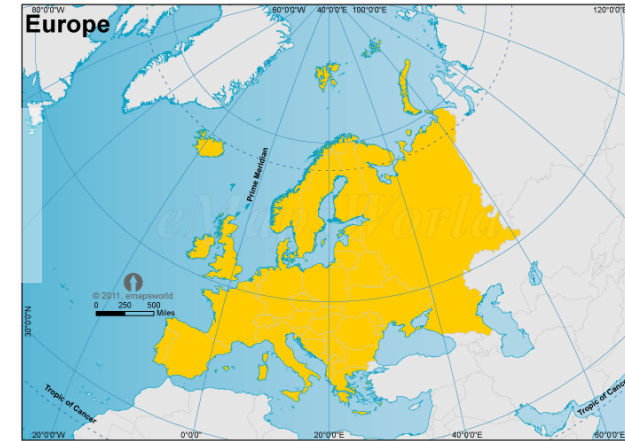 80°0'0"W
60°0'0"W 40°0'0"E 100°0'0"E
120°0'0"E
Europe
Prime Meridian
eMapsWorld
© 2011, emapsworld
0 250 500
Miles
30°0'0"N
Tropic of Cancer
Tropic of Cancer
20°0'0"W
0°0'0"
20°0'0"E
40°0'0"E
60°0'0"E